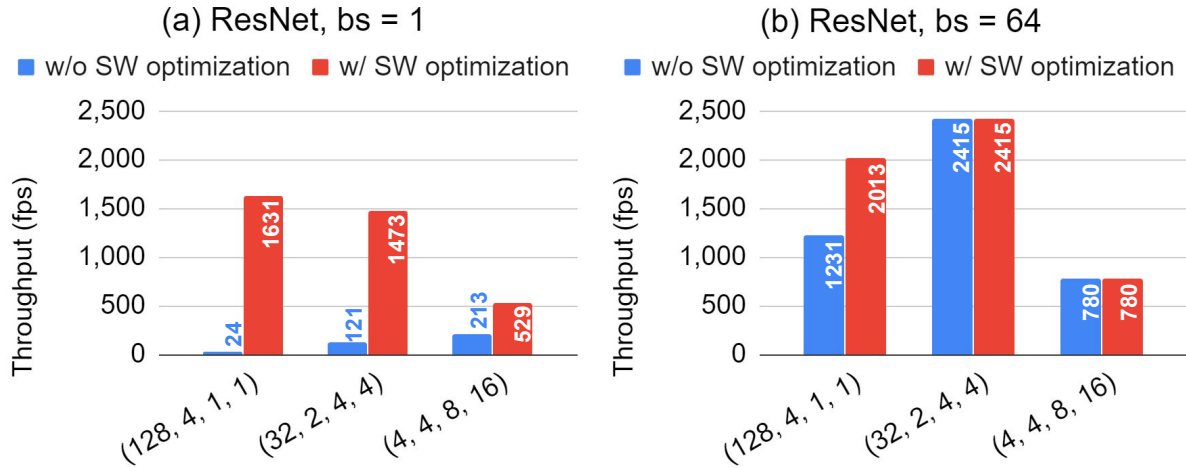 (a) ResNet, bs = 1
w/o SW optimization w/ SW optimization
Throughput (fps)
2,500
2,000
1,500
1,000
500
0
24
1631
121
1473
213
529
(128, 4, 1, 1)
(32, 2, 4, 4)
(4, 4, 8, 16)
(b) ResNet, bs = 64
w/o SW optimization w/ SW optimization
Throughput (fps)
2,500
2,000
1,500
1,000
500
0
1231
2013
2415
2415
780
780
(128, 4, 1, 1)
(32, 2, 4, 4)
(4, 4, 8, 16)